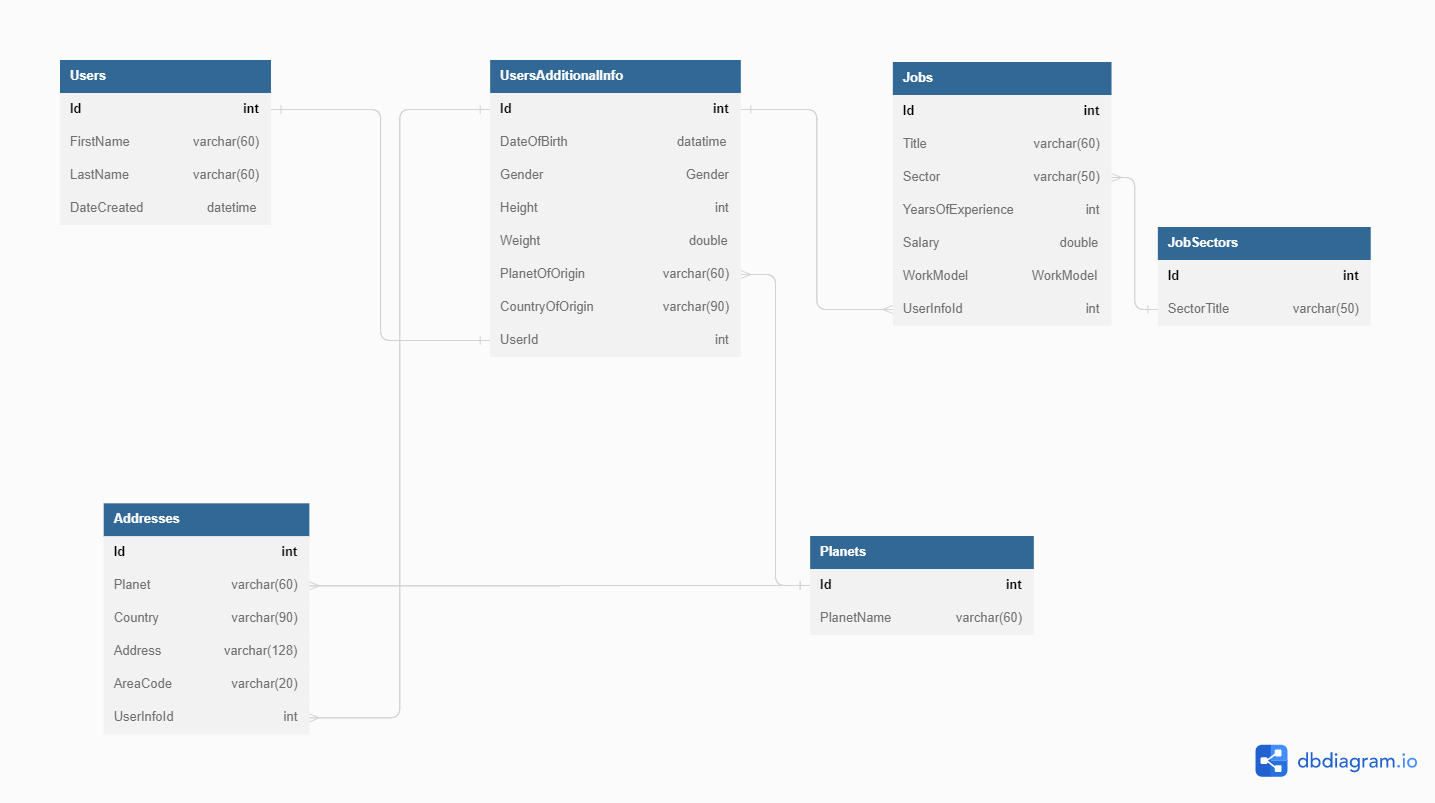 Users
Id int
FirstName varchar(60)
LastName varchar(60)
DateCreated datetime
UsersAdditionalInfo
Id int
DateOfBirth datatime
Gender Gender
Height int
Weight double
PlanetOfOrigin varchar(60)
CountryOfOrigin varchar(90)
UserId int
Jobs
Id int
Title varchar(60)
Sector varchar(50)
YearsOfExperience int
Salary double
WorkModel WorkModel
UserInfoId int
JobSectors
Id int
SectorTitle varchar(50)
Addresses
Id int
Planet varchar(60)
Country varchar(90)
Address varchar(128)
AreaCode varchar(20)
UserInfoId int
Planets
Id int
PlanetName varchar(60)
dbdiagram.io